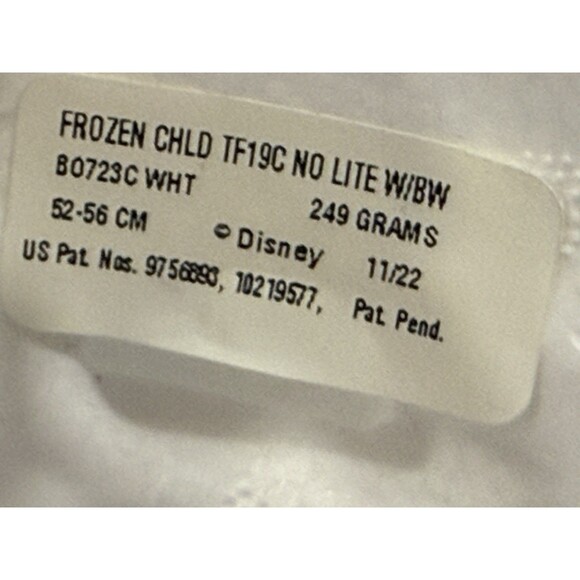 FROZEN CHLD TF19C NO LITE W/BW
B0723C WHT 249 GRAMS
52-56 CM © Disney 11/22
US Pat. Nos. 9756893, 10219577, Pat. Pend.